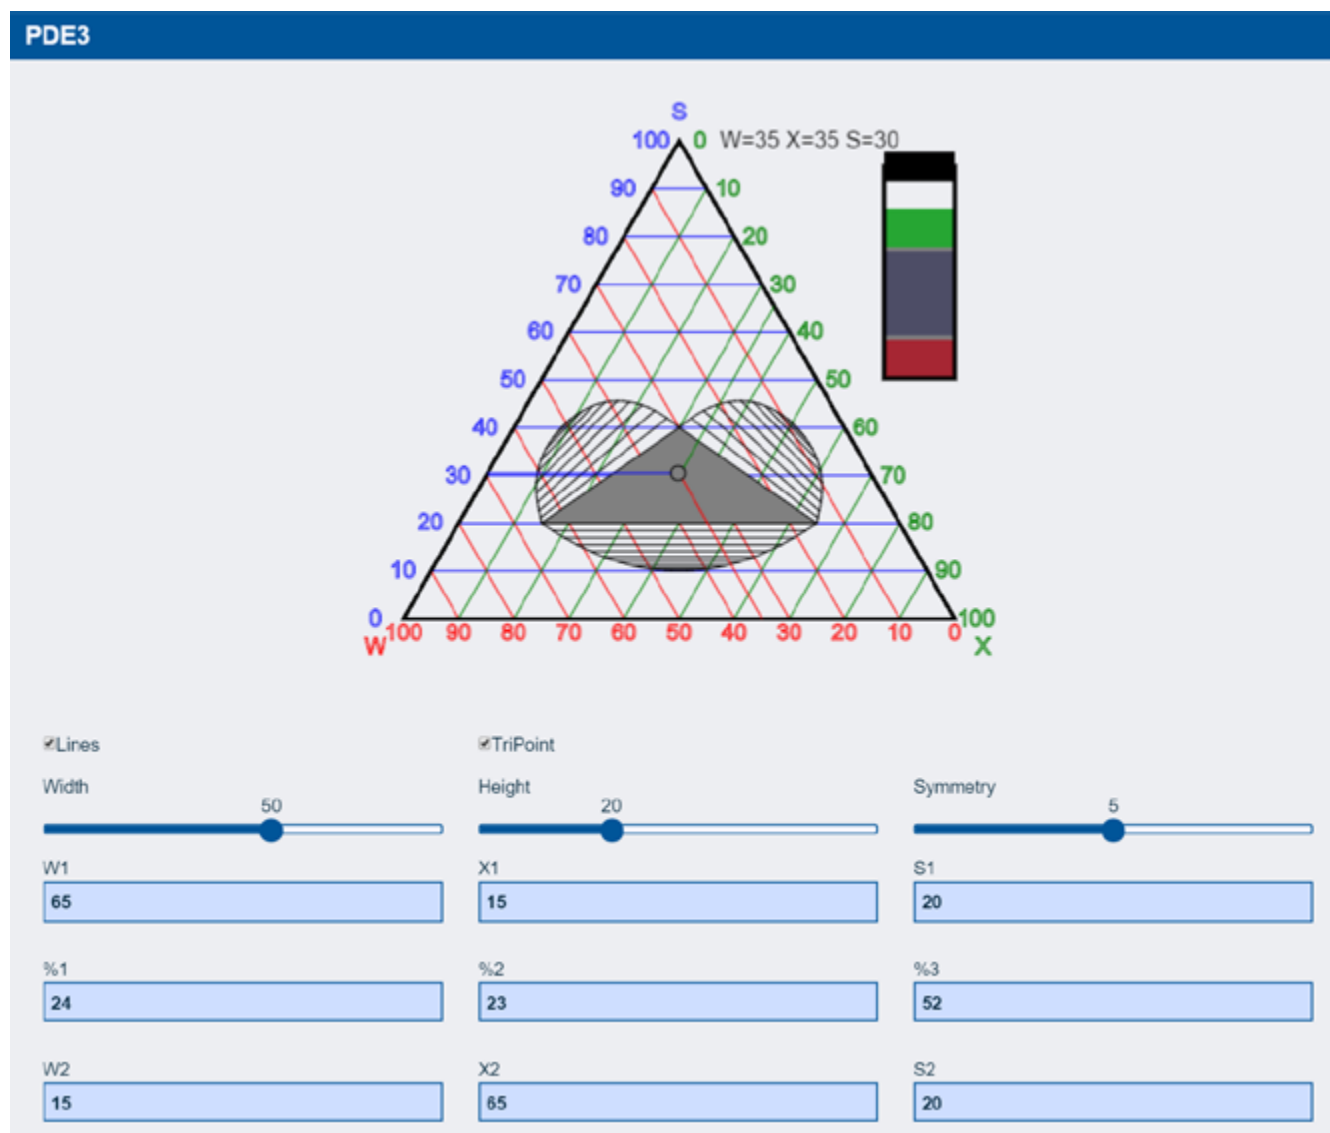 PDE3
S
100 0 W=35 X=35 S=30
90 10
80 20
70 30
60 40
50 50
40 60
30 70
20 80
10 90
0 100
W 100 90 80 70 60 50 40 30 20 10 0 X
Lines TriPoint
Width Height Symmetry
50 20 5
W1 X1 S1
65 15 20
%1 %2 %3
24 23 52
W2 X2 S2
15 65 20